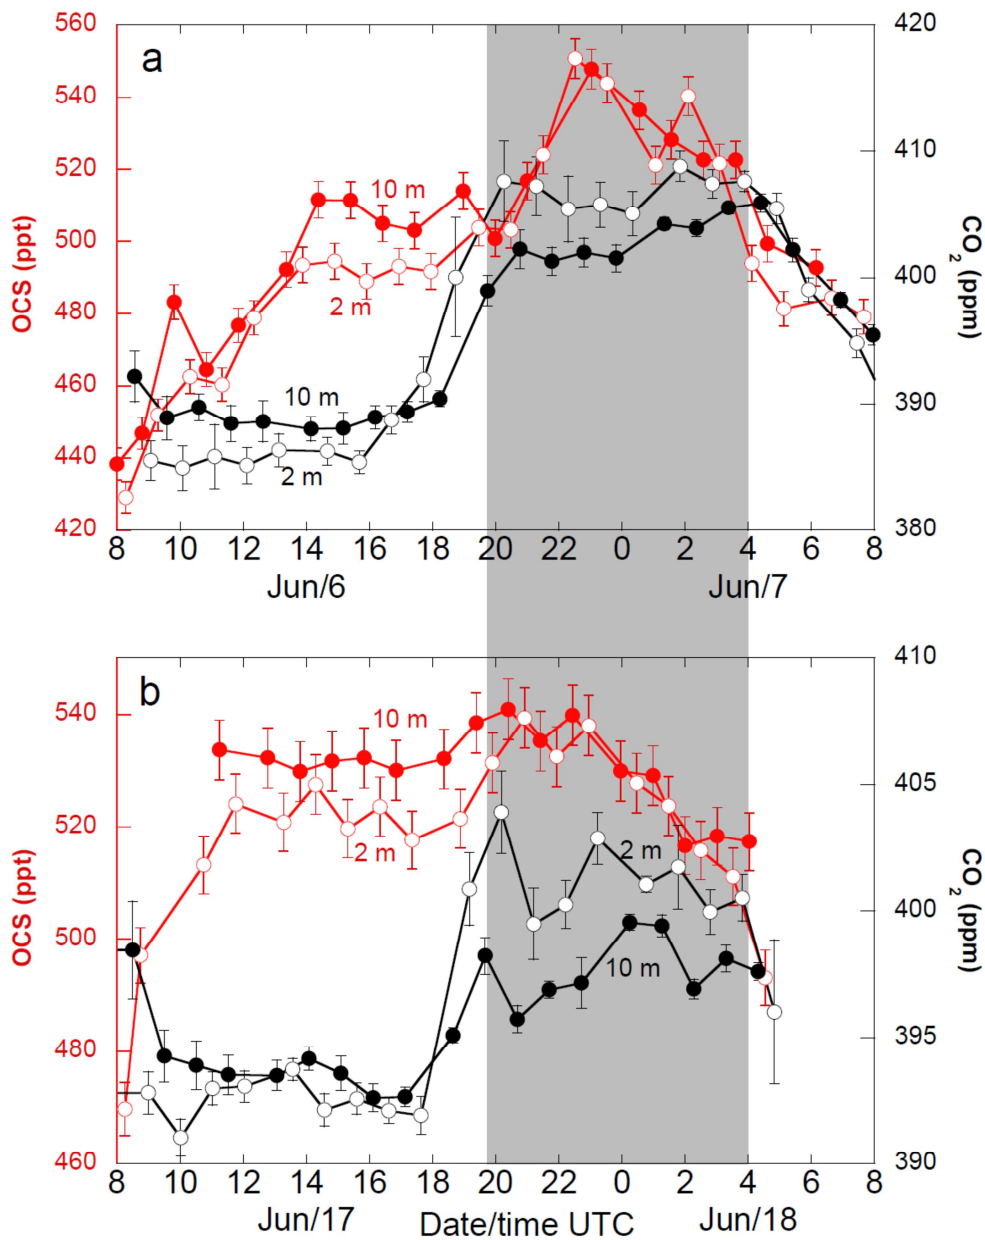 560
420
a
540
520
410
10 m
OCS (ppt)
500
2 m
400
CO2 (ppm)
480
460
10 m
390
440
2 m
420
380
8 10 12 14 16 18 20 22 0 2 4 6 8
Jun/6 Jun/7
410
b
540
10 m
405
520
2 m
2 m
OCS (ppt)
400
CO2 (ppm)
500
10 m
480
395
460
390
8 10 12 14 16 18 20 22 0 2 4 6 8
Jun/17 Date/time UTC Jun/18